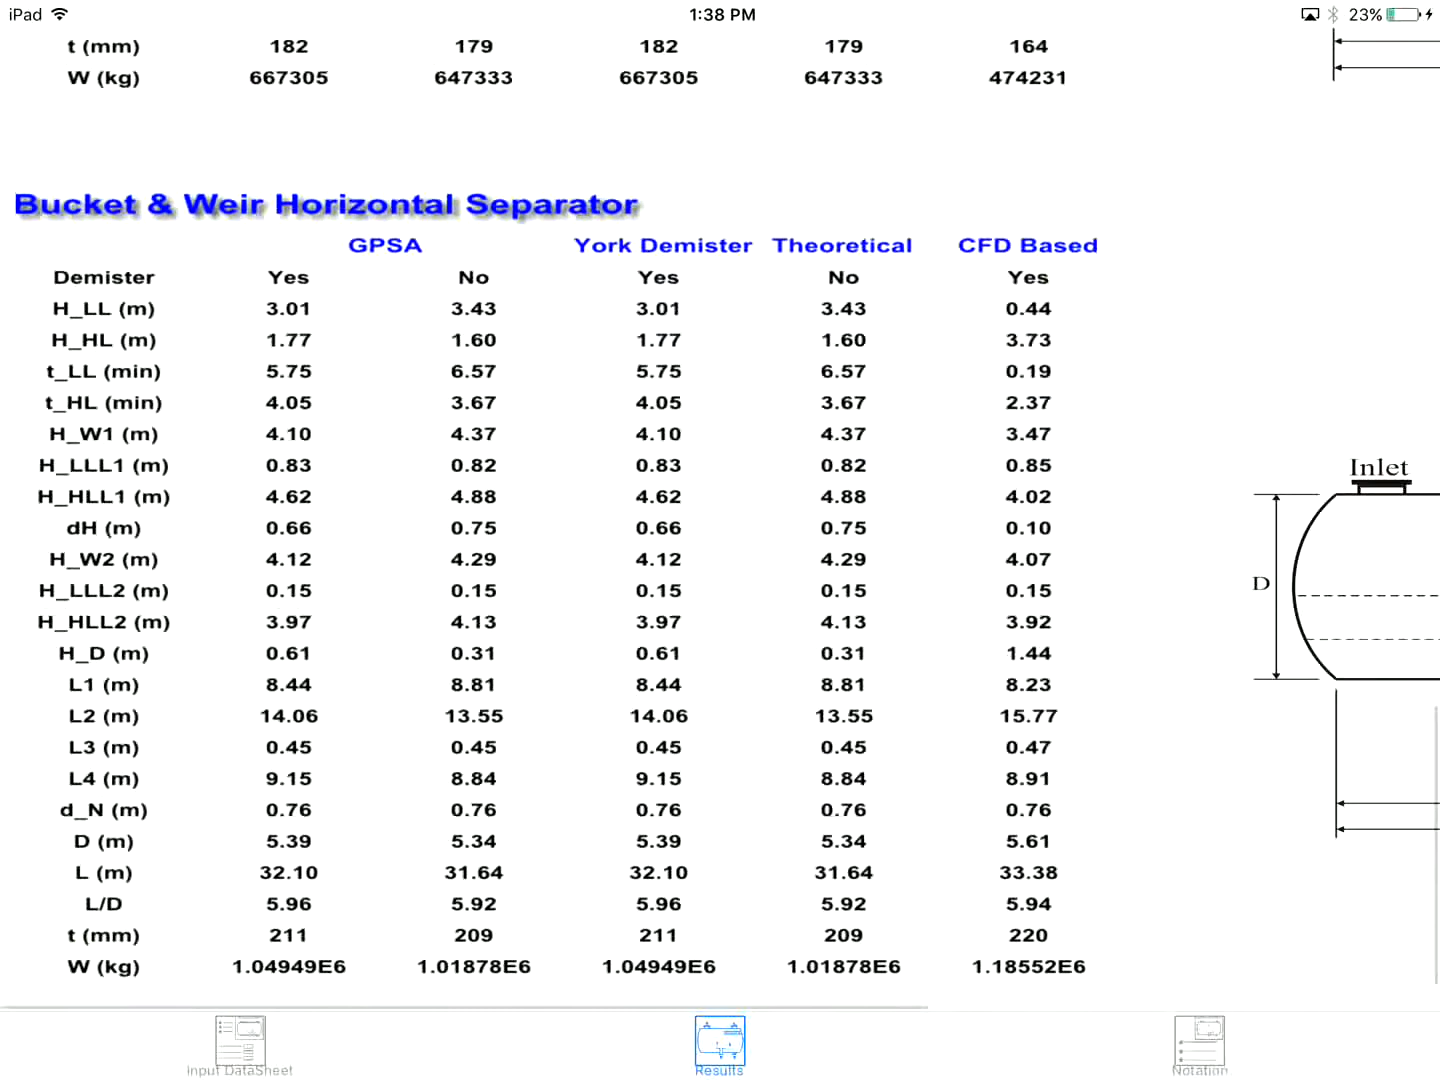 iPad 1:38 PM 23%
t (mm) 182 179 182 179 164
W (kg) 667305 647333 667305 647333 474231
Bucket & Weir Horizontal Separator
GPSA York Demister Theoretical CFD Based
Demister Yes No Yes No Yes
H_LL (m) 3.01 3.43 3.01 3.43 0.44
H_HL (m) 1.77 1.60 1.77 1.60 3.73
t_LL (min) 5.75 6.57 5.75 6.57 0.19
t_HL (min) 4.05 3.67 4.05 3.67 2.37
H_W1 (m) 4.10 4.37 4.10 4.37 3.47
H_LLL1 (m) 0.83 0.82 0.83 0.82 0.85
H_HLL1 (m) 4.62 4.88 4.62 4.88 4.02
dH (m) 0.66 0.75 0.66 0.75 0.10
H_W2 (m) 4.12 4.29 4.12 4.29 4.07
H_LLL2 (m) 0.15 0.15 0.15 0.15 0.15
H_HLL2 (m) 3.97 4.13 3.97 4.13 3.92
H_D (m) 0.61 0.31 0.61 0.31 1.44
L1 (m) 8.44 8.81 8.44 8.81 8.23
L2 (m) 14.06 13.55 14.06 13.55 15.77
L3 (m) 0.45 0.45 0.45 0.45 0.47
L4 (m) 9.15 8.84 9.15 8.84 8.91
d_N (m) 0.76 0.76 0.76 0.76 0.76
D (m) 5.39 5.34 5.39 5.34 5.61
L (m) 32.10 31.64 32.10 31.64 33.38
L/D 5.96 5.92 5.96 5.92 5.94
t (mm) 211 209 211 209 220
W (kg) 1.04949E6 1.01878E6 1.04949E6 1.01878E6 1.18552E6
Inlet
D
Input DataSheet Results Notation